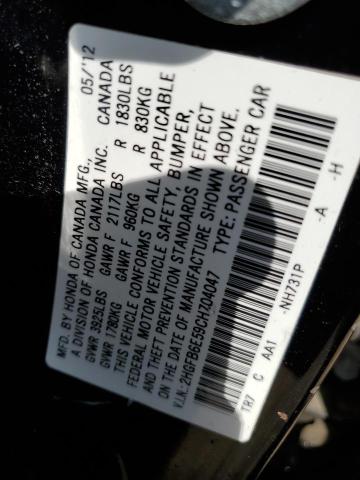 MFD. BY HONDA OF CANADA MFG., 05/'12
A DIVISION OF HONDA CANADA INC. CANADA
GVWR 3925LBS GAWR F 2117LBS R 1830LBS
GVWR 1780KG GAWR F 960KG R 830KG
THIS VEHICLE CONFORMS TO ALL APPLICABLE
FEDERAL MOTOR VEHICLE SAFETY, BUMPER,
AND THEFT PREVENTION STANDARDS IN EFFECT
ON THE DATE OF MANUFACTURE SHOWN ABOVE.
V.I.N.:2HGFB6E59CH70A047 TYPE: PASSENGER CAR
TR7 C AA1 -NH731P -A -H